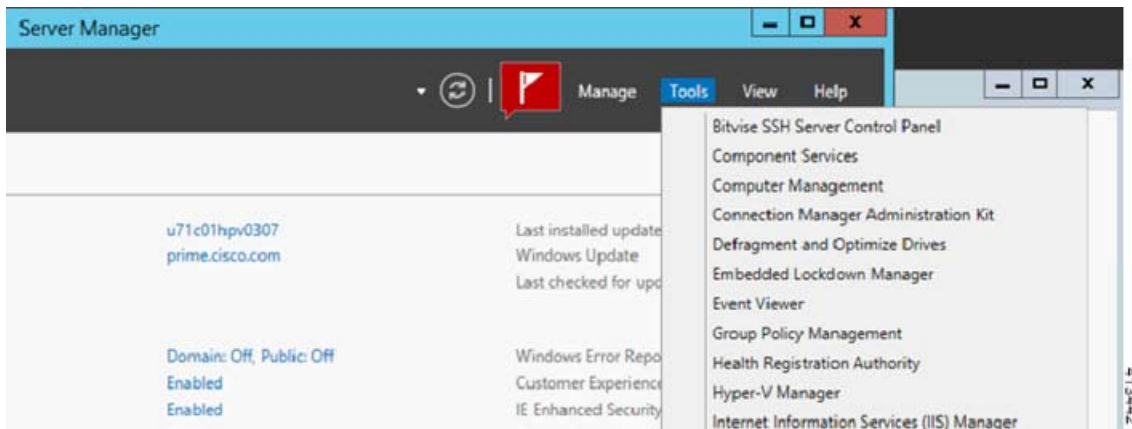 Server Manager
Manage Tools View Help
Bitvise SSH Server Control Panel
Component Services
Computer Management
Connection Manager Administration Kit
Defragment and Optimize Drives
Embedded Lockdown Manager
Event Viewer
Group Policy Management
Health Registration Authority
Hyper-V Manager
Internet Information Services (IIS) Manager
u71c01hpv0307
prime.cisco.com
Last installed update
Windows Update
Last checked for upd
Domain: Off, Public: Off
Enabled
Enabled
Windows Error Repo
Customer Experience
IE Enhanced Security